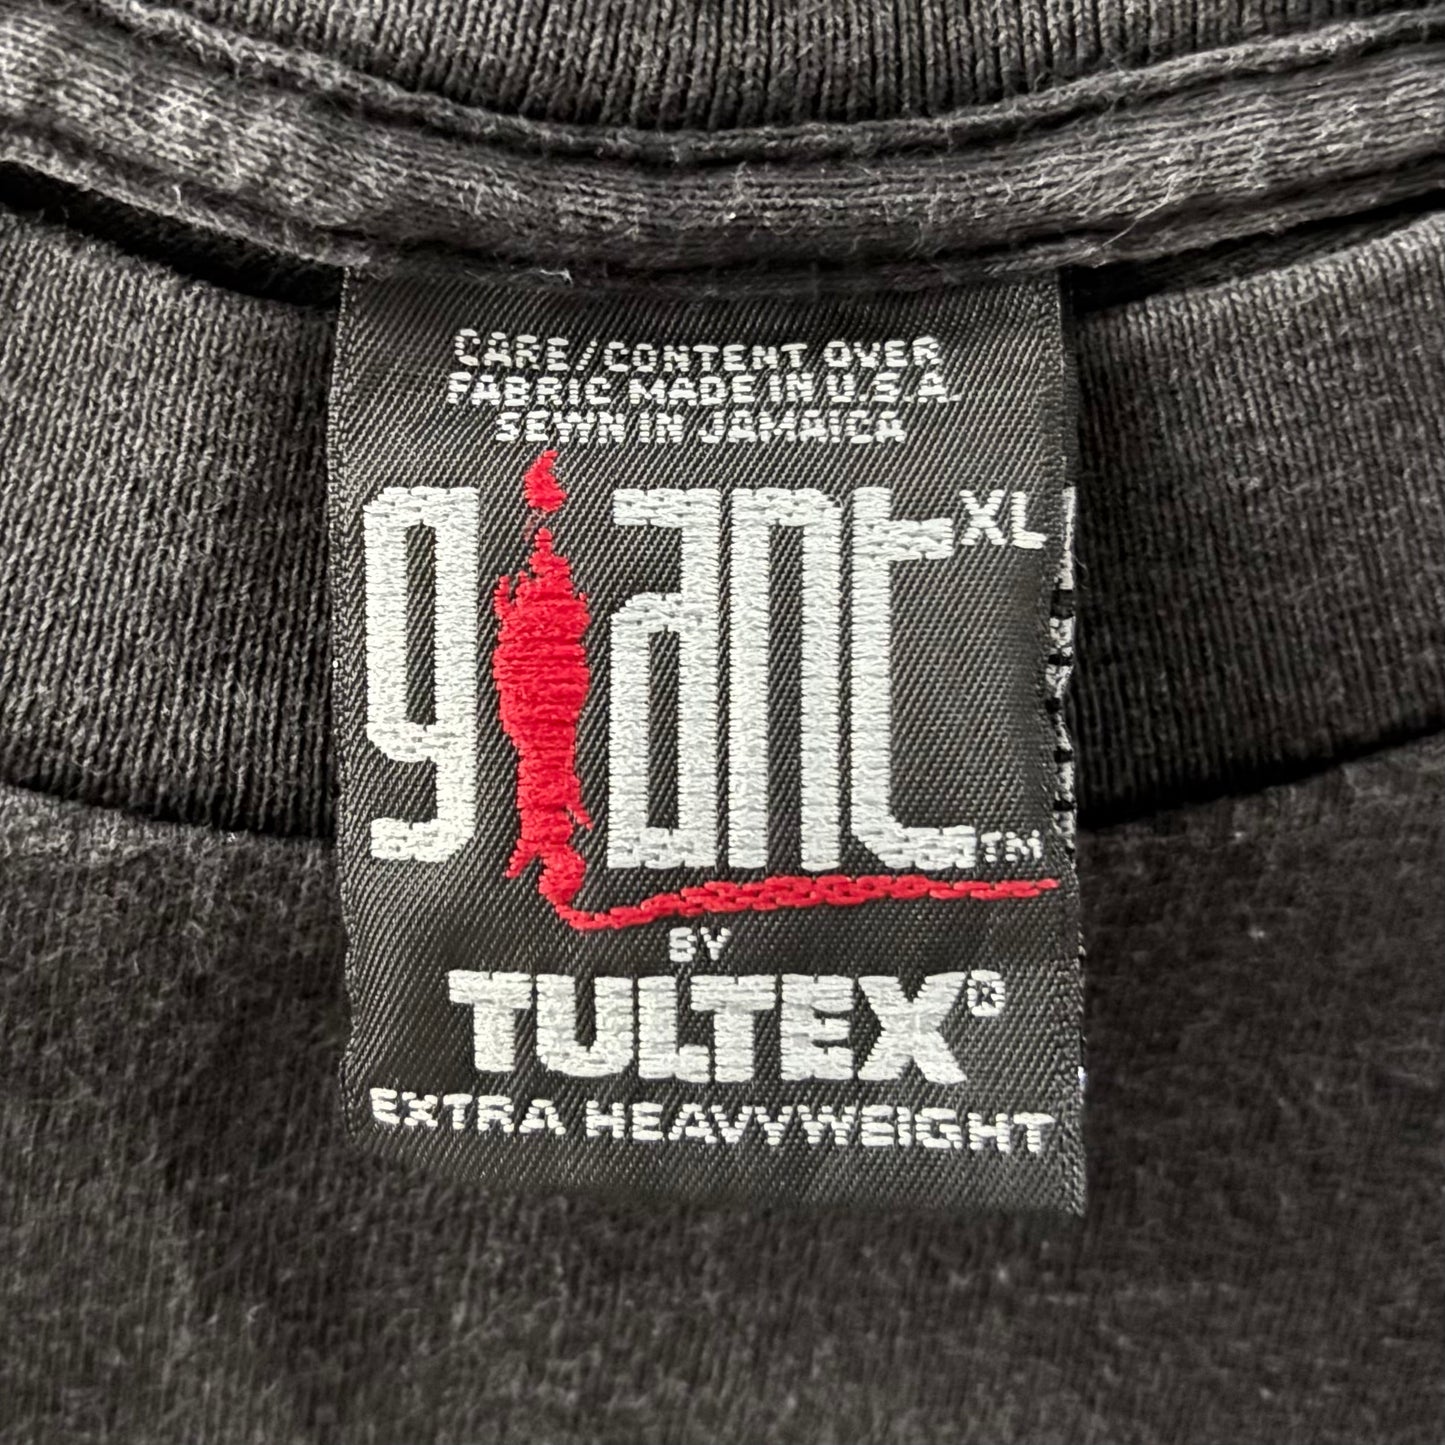 CARE/CONTENT OVER
FABRIC MADE IN U.S.A.
SEWN IN JAMAICA
giant XL
TM
BY
TULTEX®
EXTRA HEAVYWEIGHT